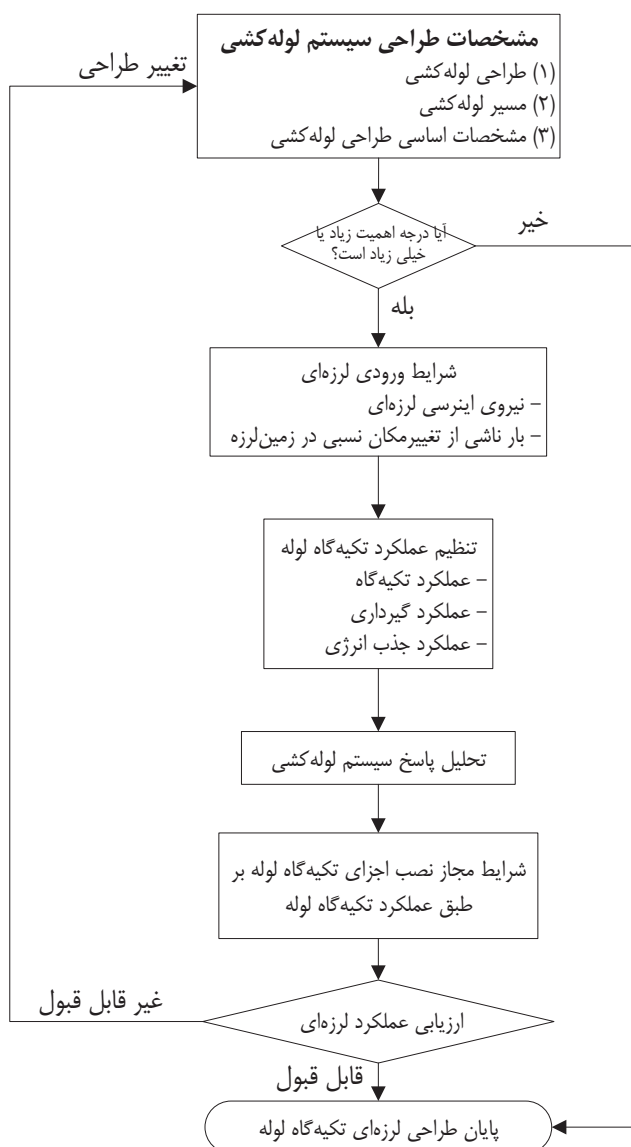 مشخصات طراحی سیستم لوله‌کشی
(۱) طراحی لوله‌کشی
(۲) مسیر لوله‌کشی
(۳) مشخصات اساسی طراحی لوله‌کشی
تغییر طراحی
آیا درجه اهمیت زیاد یا
خیلی زیاد است؟
خیر
بله
شرایط ورودی لرزه‌ای
– نیروی اینرسی لرزه‌ای
– بار ناشی از تغییرمکان نسبی در زمین‌لرزه
تنظیم عملکرد تکیه‌گاه لوله
– عملکرد تکیه‌گاه
– عملکرد گیرداری
– عملکرد جذب انرژی
تحلیل پاسخ سیستم لوله‌کشی
شرایط مجاز نصب اجزای تکیه‌گاه لوله بر
طبق عملکرد تکیه‌گاه لوله
ارزیابی عملکرد لرزه‌ای
غیر قابل قبول
قابل قبول
پایان طراحی لرزه‌ای تکیه‌گاه لوله